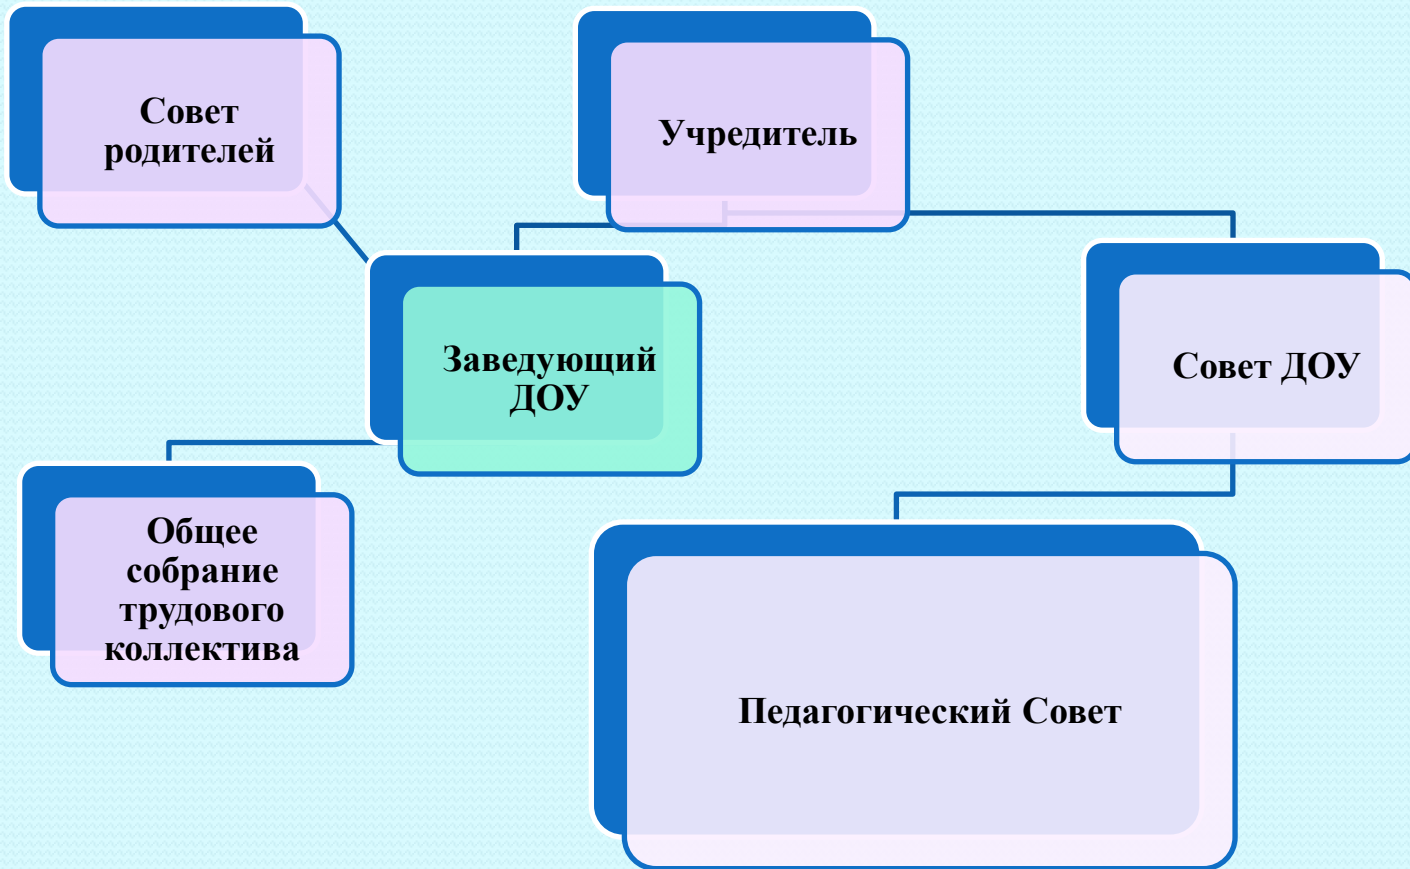 Совет
родителей
Учредитель
Заведующий
ДОУ
Совет ДОУ
Общее
собрание
трудового
коллектива
Педагогический Совет